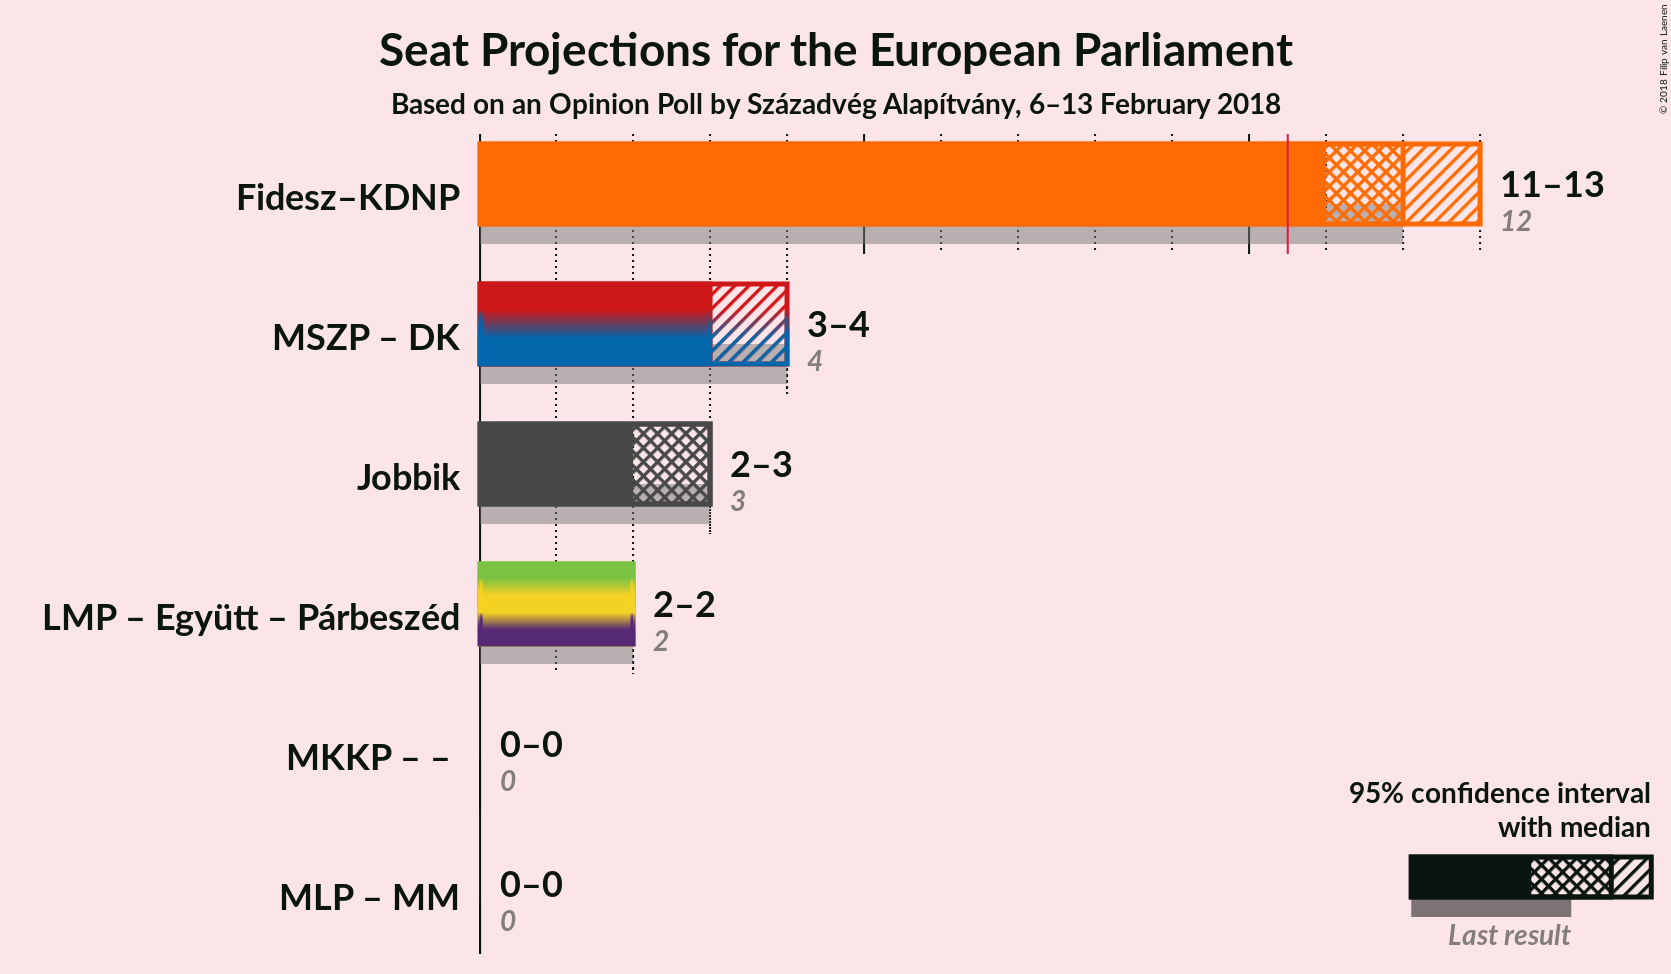 Seat Projections for the European Parliament
Based on an Opinion Poll by Századvég Alapítvány, 6–13 February 2018
© 2018 Filip van Laenen
Fidesz–KDNP
11–13
12
MSZP – DK
3–4
4
Jobbik
2–3
3
LMP – Együtt – Párbeszéd
2–2
2
MKKP – –
0–0
0
MLP – MM
0–0
0
95% confidence interval
with median
Last result